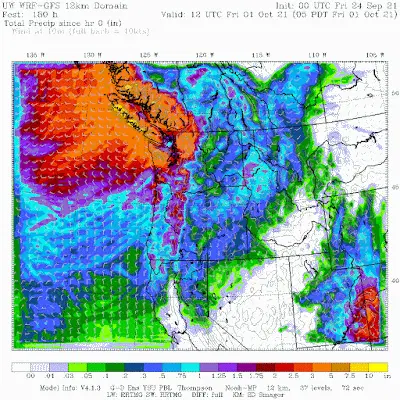 UW WRF-GFS 12km Domain Init: 00 UTC Fri 24 Sep 21
Fcst: 180 h Valid: 12 UTC Fri 01 Oct 21 (05 PDT Fri 01 Oct 21)
Total Precip since hr 0 (in)
Wind at 10m (full barb = 10kts)
135 W 130 W 125 W 120 W 115 W 110 W 105 W
45 N
40 N
125 W 120 W 115 W
00 .01 .03 .05 .1 .2 .3 .5 .75 1 1.25 1.5 1.75 2 2.5 3 4 5 7.5 10 in
Model Info: V4.1.3 YSU PBL Thompson Noah-MP 12 km, 37 levels, 72 sec
LW: RRTMG SW: RRTMG DIFF: full KM: 2D Smagor